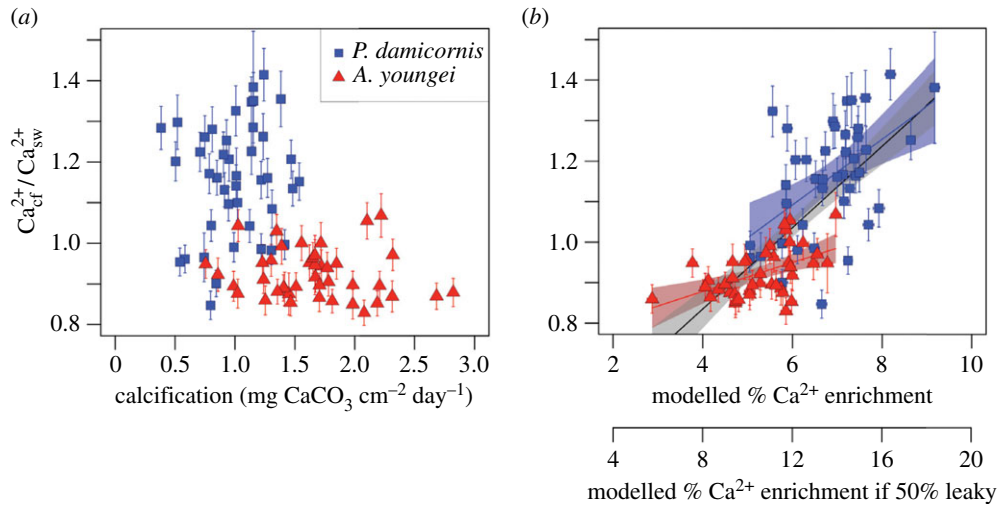 (a)
(b)
P. damicornis
A. youngei
Ca²⁺cf / Ca²⁺sw
1.4
1.2
1.0
0.8
0 0.5 1.0 1.5 2.0 2.5 3.0
calcification (mg CaCO₃ cm⁻² day⁻¹)
1.4
1.2
1.0
0.8
2 4 6 8 10
modelled % Ca²⁺ enrichment
4 8 12 16 20
modelled % Ca²⁺ enrichment if 50% leaky